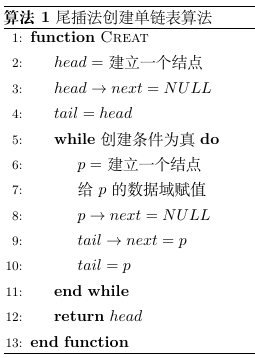 算法 1 尾插法创建单链表算法
1: function CREAT
2: head = 建立一个结点
3: head → next = NULL
4: tail = head
5: while 创建条件为真 do
6: p = 建立一个结点
7: 给 p 的数据域赋值
8: p → next = NULL
9: tail → next = p
10: tail = p
11: end while
12: return head
13: end function